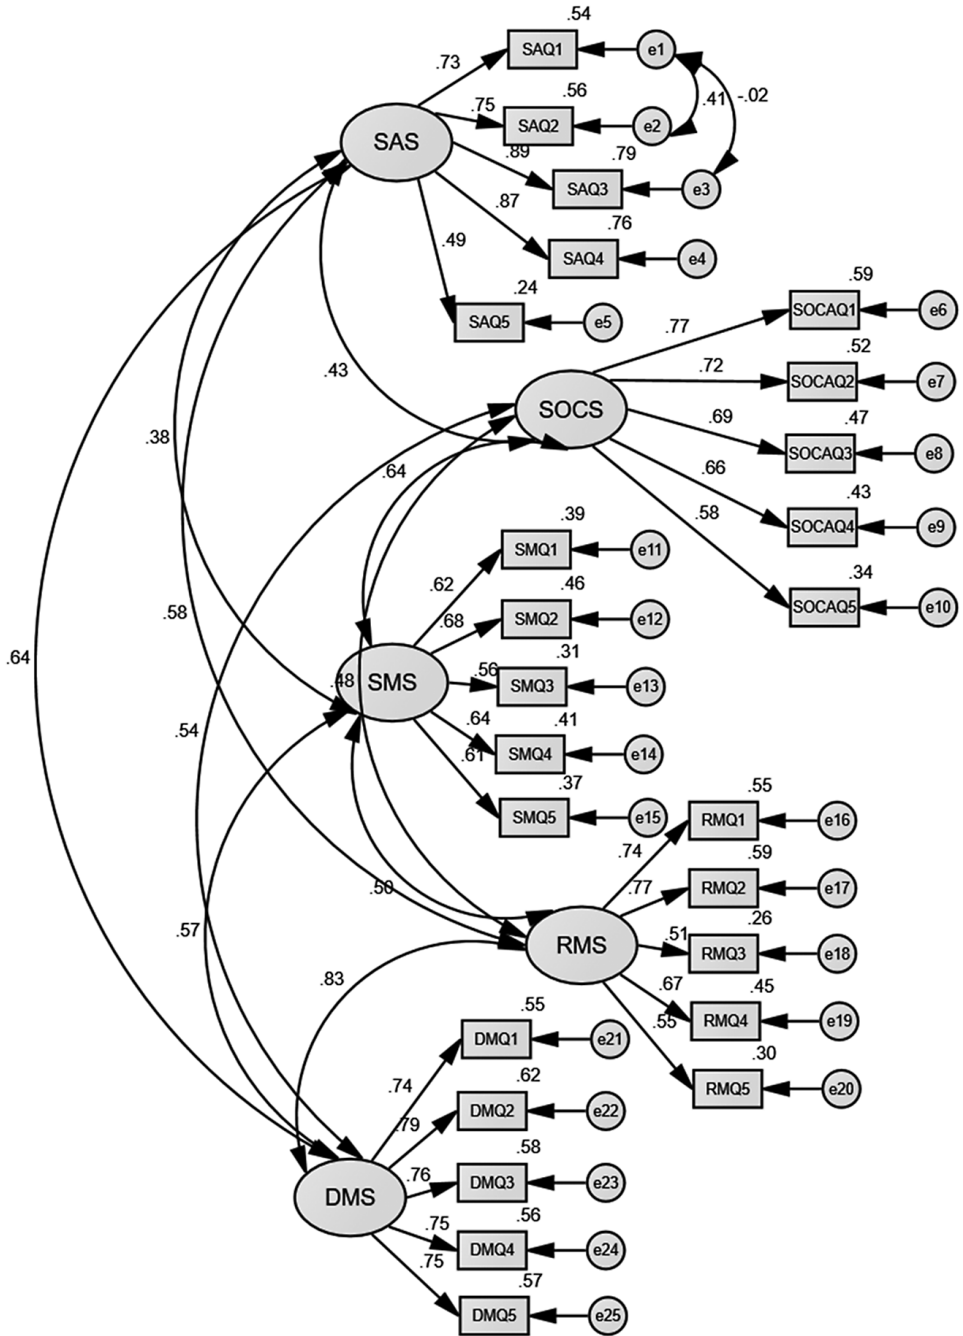 .54
SAQ1
e1
.73
.41
-.02
.56
.75
SAQ2
e2
SAS
.89
.79
SAQ3
e3
.87
.76
SAQ4
e4
.49
.24
SAQ5
e5
.59
SOCAQ1
e6
.77
.43
.72
.52
SOCAQ2
e7
SOCS
.69
.47
SOCAQ3
e8
.38
.64
.66
.43
SOCAQ4
e9
.58
.34
SOCAQ5
e10
.39
SMQ1
e11
.62
.46
SMQ2
e12
.68
.58
.64
.48
SMS
.56
.31
SMQ3
e13
.54
.64
.41
SMQ4
e14
.61
.37
SMQ5
e15
.55
RMQ1
e16
.74
.59
RMQ2
e17
.77
.50
.57
RMS
.51
.26
RMQ3
e18
.83
.67
.45
RMQ4
e19
.55
.30
RMQ5
e20
.55
DMQ1
e21
.74
.62
DMQ2
e22
.79
.58
DMQ3
e23
.76
DMS
.56
DMQ4
e24
.75
.75
.57
DMQ5
e25